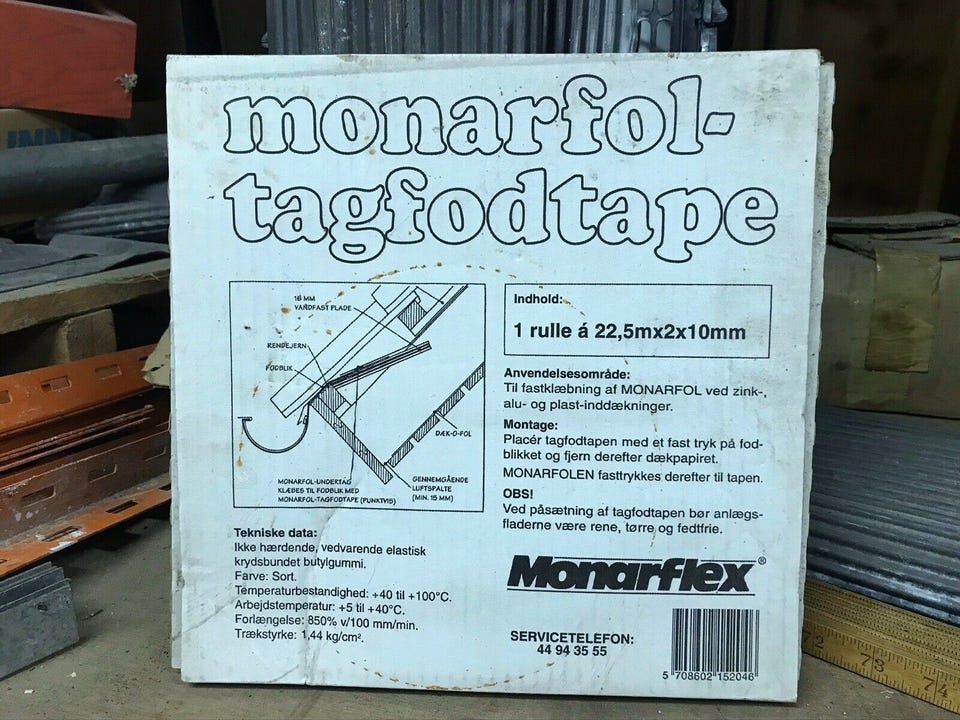 monarfol-
tagfodtape
16 MM
VANDFAST PLADE
RENDEJERN
FODBLIK
DÆK-O-FOL
MONARFOL-UNDERTAG
KLÆBES TIL FODBLIK MED
MONARFOL-TAGFODTAPE (PUNKTVIS)
GENNEMGÅENDE
LUFTSPALTE
(MIN. 15 MM)
Indhold:
1 rulle á 22,5mx2x10mm
Anvendelsesområde:
Til fastklæbning af MONARFOL ved zink-,
alu- og plast-inddækninger.
Montage:
Placér tagfodtapen med et fast tryk på fod-
blikket og fjern derefter dækpapiret.
MONARFOLEN fasttrykkes derefter til tapen.
OBS!
Ved påsætning af tagfodtapen bør anlægs-
fladerne være rene, tørre og fedtfrie.
Tekniske data:
Ikke hærdende, vedvarende elastisk
krydsbundet butylgummi.
Farve: Sort.
Temperaturbestandighed: ÷40 til +100°C.
Arbejdstemperatur: +5 til +40°C.
Forlængelse: 850% v/100 mm/min.
Trækstyrke: 1,44 kg/cm².
Monarflex®
SERVICETELEFON:
44 94 35 55
5 708602 152046
72 73 74